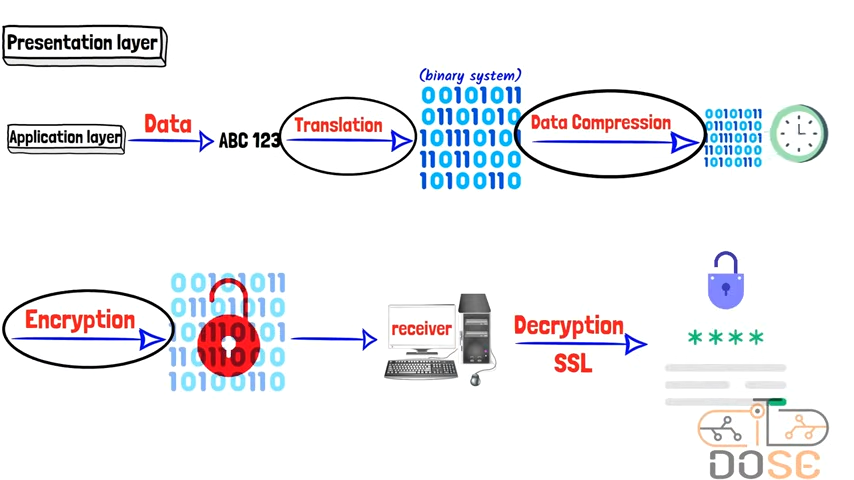 Presentation layer
(binary system)
Application layer
Data
ABC 123
Translation
00101011
01101010
10111010
11011000
10100110
Data Compression
00101011
01101010
10111010
11011000
10100110
Encryption
00101011
01101010
10111001
11011000
10100110
receiver
Decryption
SSL
****
DOSE